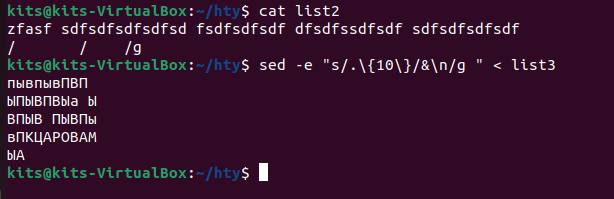 kits@kits-VirtualBox:~/hty$ cat list2
zfasf sdfsdfsdfsdfsd fsdfsdfsdf dfsdfssdfsdf sdfsdfsdfsdf
/        /     /g
kits@kits-VirtualBox:~/hty$ sed -e "s/.\{10\}/&\n/g " < list3
пывпывПВП
ЫПЫВПВЫа Ы
ВПЫВ ПЫВПы
вПКЦАРОВАМ
ЫА
kits@kits-VirtualBox:~/hty$